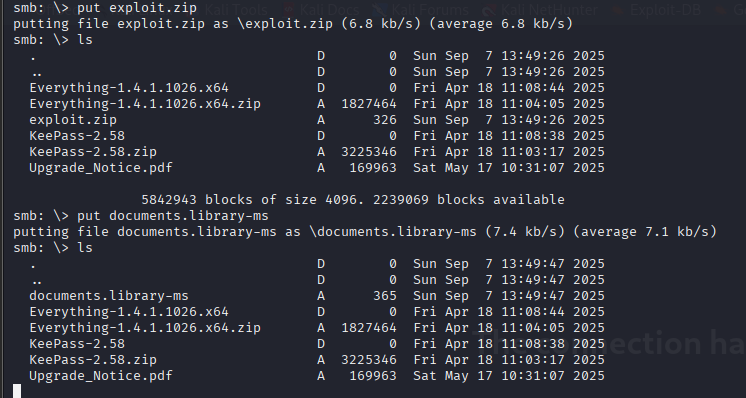 Kali Tools Kali Docs Kali Forums Kali NetHunter Exploit-DB
smb: \> put exploit.zip
putting file exploit.zip as \exploit.zip (6.8 kb/s) (average 6.8 kb/s)
smb: \> ls
. D 0 Sun Sep 7 13:49:26 2025
.. D 0 Sun Sep 7 13:49:26 2025
Everything-1.4.1.1026.x64 D 0 Fri Apr 18 11:08:44 2025
Everything-1.4.1.1026.x64.zip A 1827464 Fri Apr 18 11:04:05 2025
exploit.zip A 326 Sun Sep 7 13:49:26 2025
KeePass-2.58 D 0 Fri Apr 18 11:08:38 2025
KeePass-2.58.zip A 3225346 Fri Apr 18 11:03:17 2025
Upgrade_Notice.pdf A 169963 Sat May 17 10:31:07 2025
5842943 blocks of size 4096. 2239069 blocks available
smb: \> put documents.library-ms
putting file documents.library-ms as \documents.library-ms (7.4 kb/s) (average 7.1 kb/s)
smb: \> ls
. D 0 Sun Sep 7 13:49:47 2025
.. D 0 Sun Sep 7 13:49:47 2025
documents.library-ms A 365 Sun Sep 7 13:49:47 2025
Everything-1.4.1.1026.x64 D 0 Fri Apr 18 11:08:44 2025
Everything-1.4.1.1026.x64.zip A 1827464 Fri Apr 18 11:04:05 2025
KeePass-2.58 D 0 Fri Apr 18 11:08:38 2025
KeePass-2.58.zip A 3225346 Fri Apr 18 11:03:17 2025
Upgrade_Notice.pdf A 169963 Sat May 17 10:31:07 2025